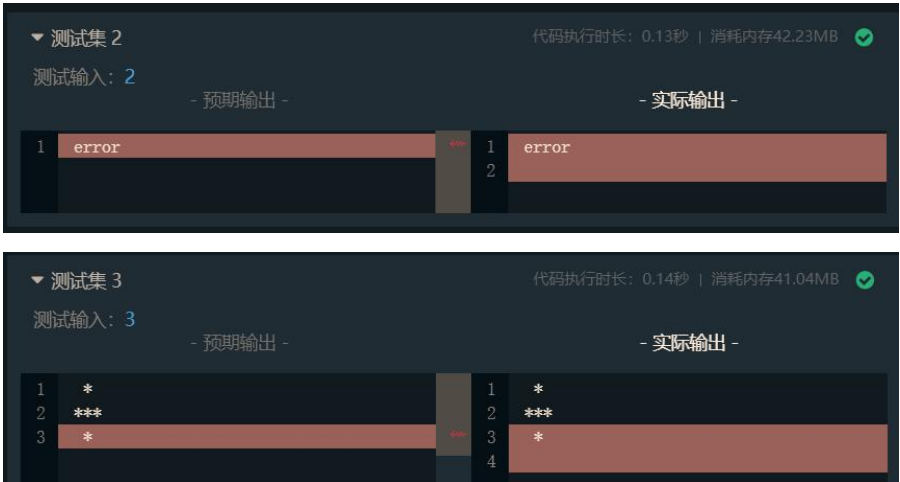 测试集 2
代码执行时长：0.13秒 | 消耗内存42.23MB
测试输入：2
- 预期输出 -
- 实际输出 -
1 error
1 error
2
测试集 3
代码执行时长：0.14秒 | 消耗内存41.04MB
测试输入：3
- 预期输出 -
- 实际输出 -
1  *
2 ***
3  *
1  *
2 ***
3  *
4